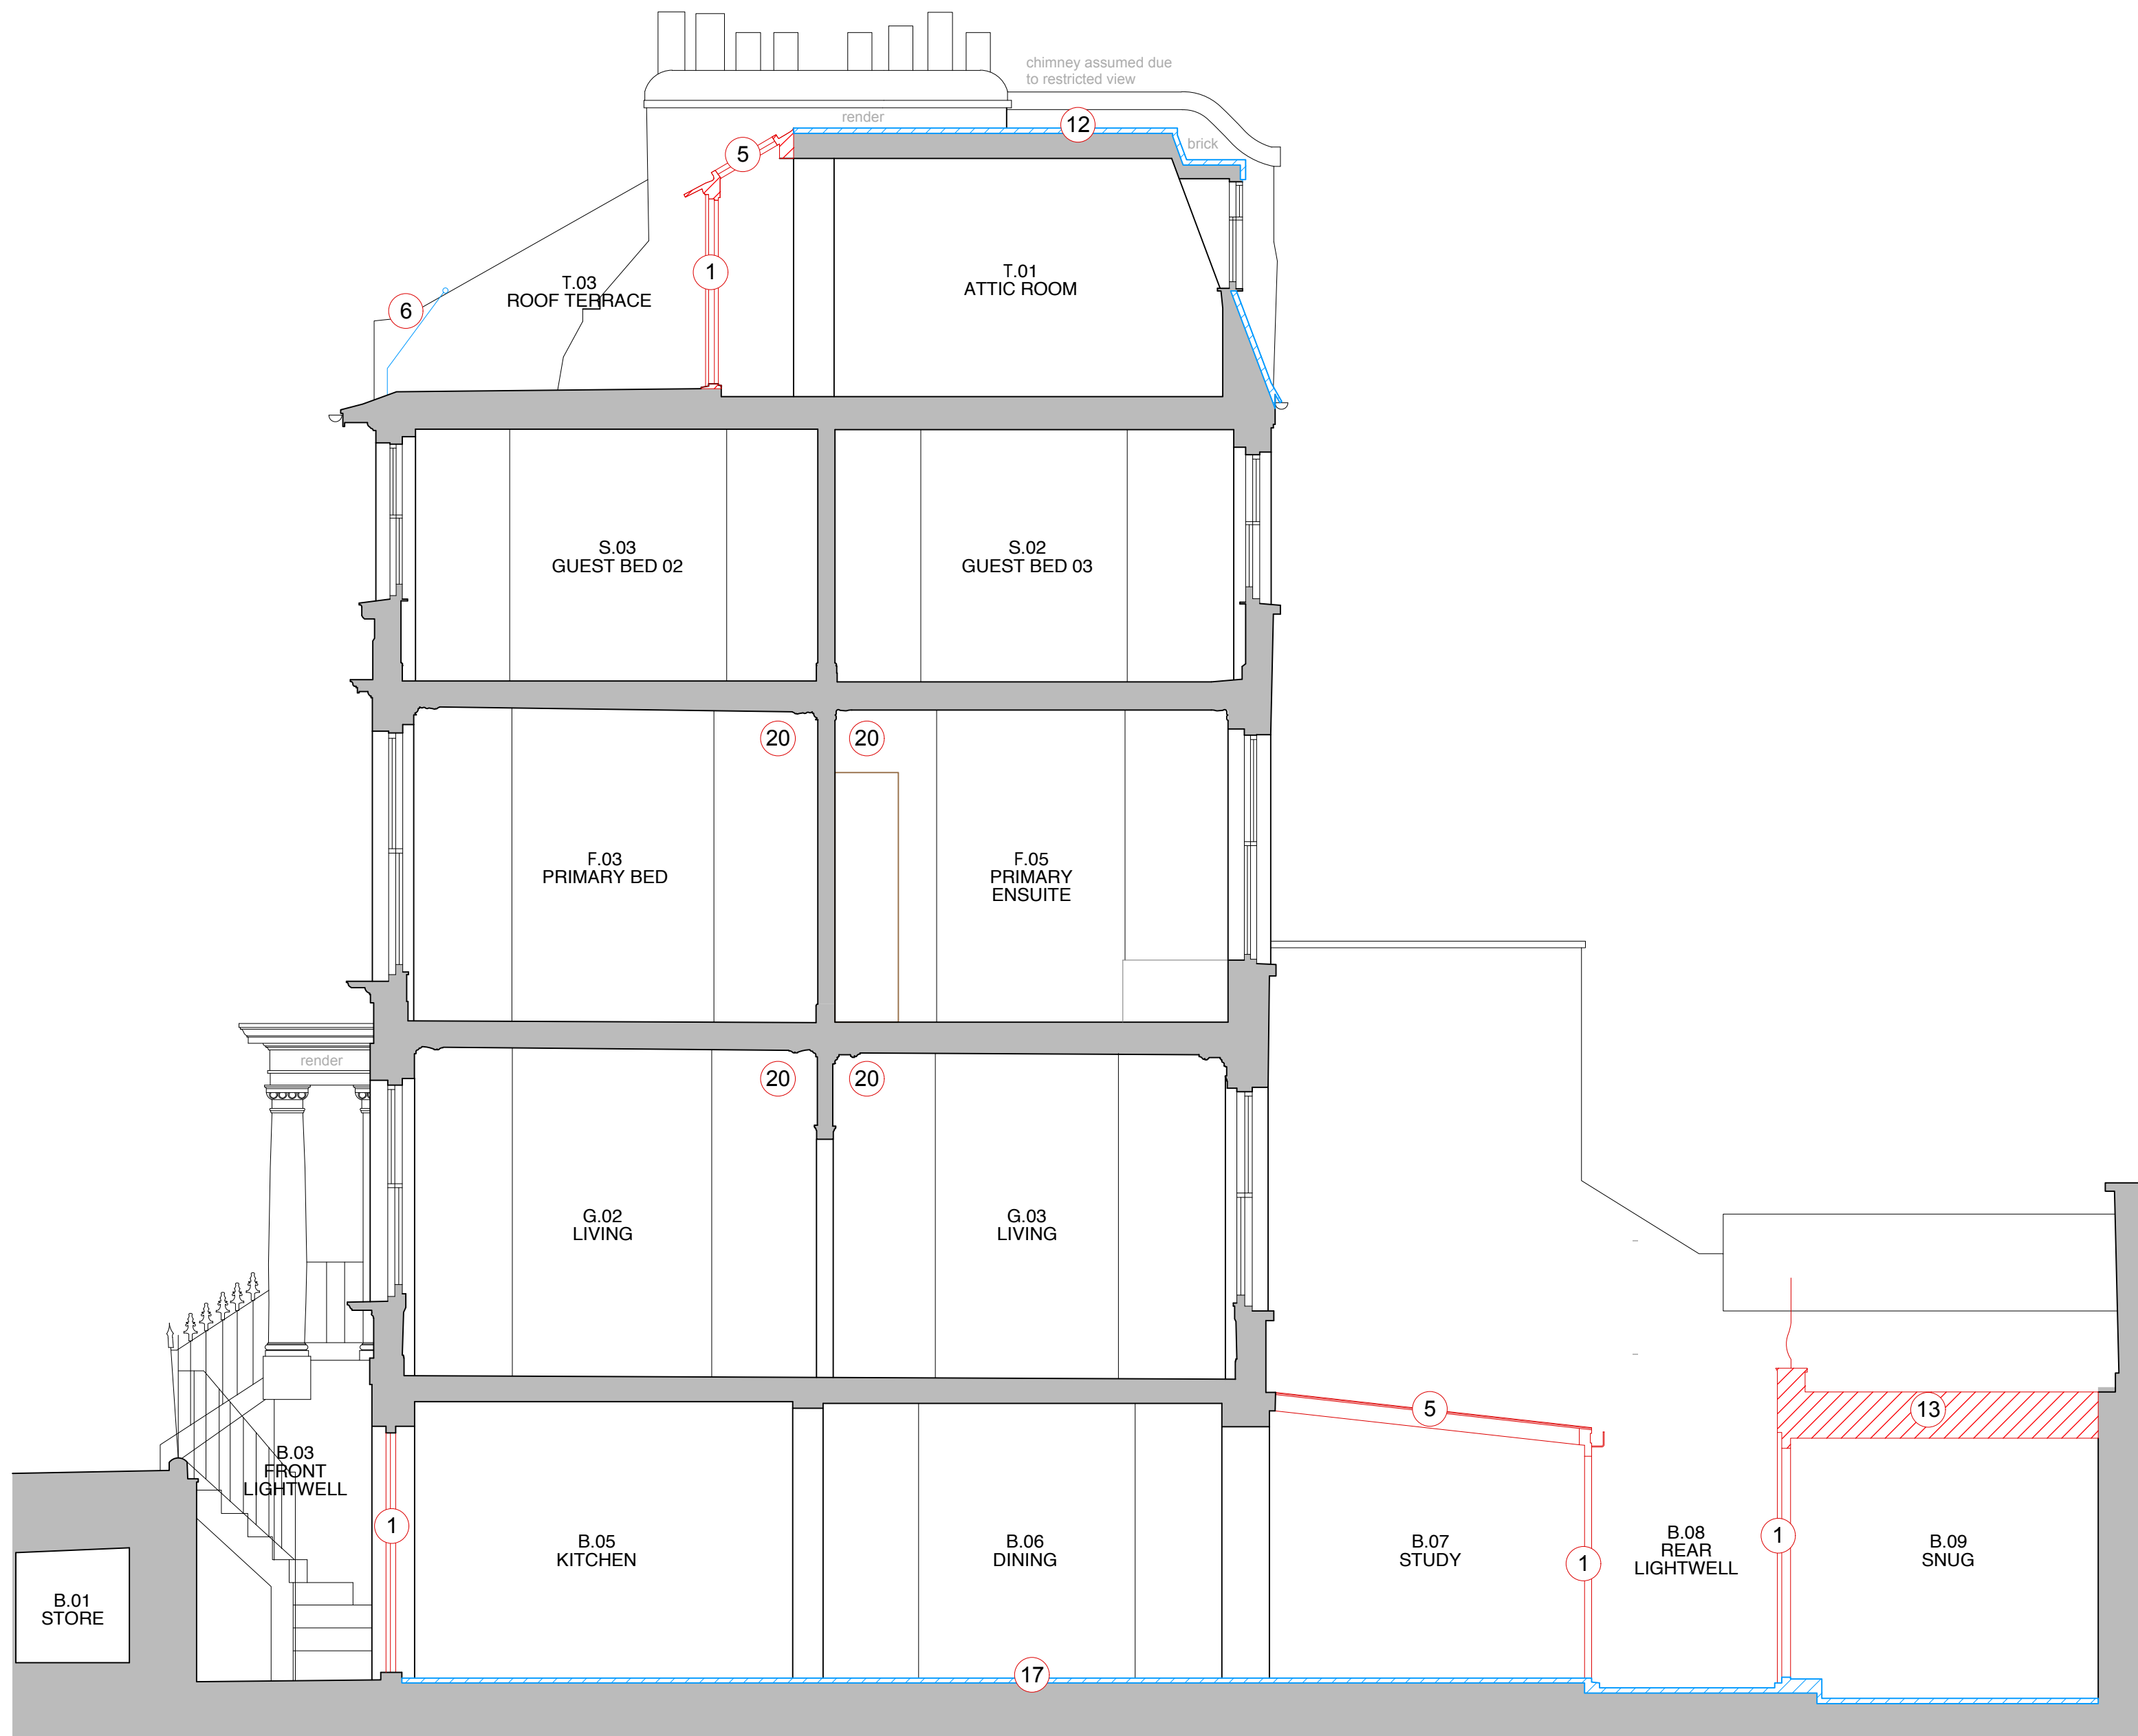 chimney assumed due
to restricted view
render
12
brick
5
1
T.01
ATTIC ROOM
T.03
ROOF TERRACE
6
S.03
GUEST BED 02
S.02
GUEST BED 03
20
20
F.03
PRIMARY BED
F.05
PRIMARY
ENSUITE
render
20
20
G.02
LIVING
G.03
LIVING
5
13
B.03
FRONT
LIGHTWELL
1
B.05
KITCHEN
B.06
DINING
B.07
STUDY
1
B.08
REAR
LIGHTWELL
1
B.09
SNUG
B.01
STORE
17